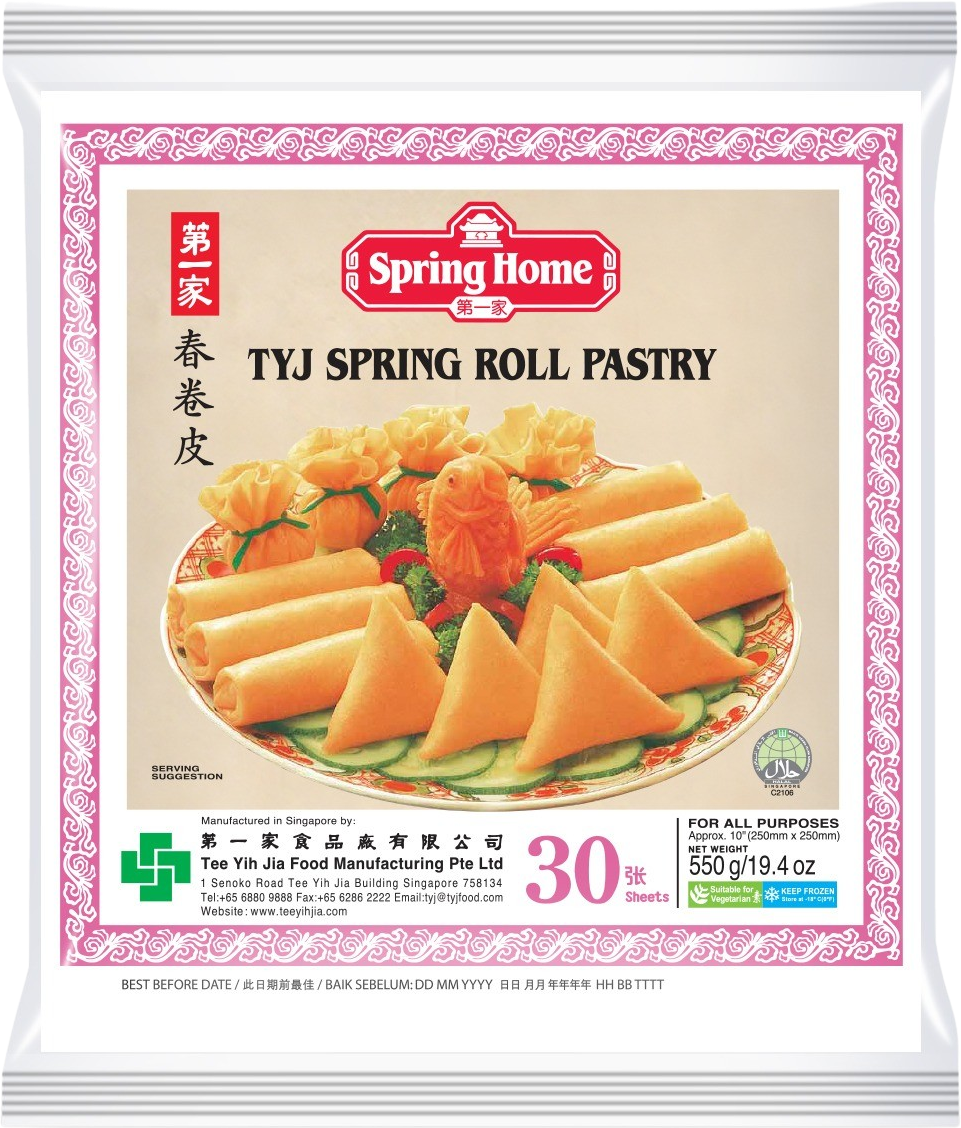 第一家
春卷皮
Spring Home
第一家
TYJ SPRING ROLL PASTRY
SERVING
SUGGESTION
حلال
HALAL
SINGAPORE
C2106
Manufactured in Singapore by:
第一家食品廠有限公司
Tee Yih Jia Food Manufacturing Pte Ltd
1 Senoko Road Tee Yih Jia Building Singapore 758134
Tel:+65 6880 9888 Fax:+65 6286 2222 Email:tyj@tyjfood.com
Website: www.teeyihjia.com
30 张
Sheets
FOR ALL PURPOSES
Approx. 10"(250mm x 250mm)
NET WEIGHT
550 g/19.4 oz
Suitable for
Vegetarian 素
KEEP FROZEN
Store at -18° C(0°F)
BEST BEFORE DATE / 此日期前最佳 / BAIK SEBELUM: DD MM YYYY 日日 月月 年年年年 HH BB TTTT